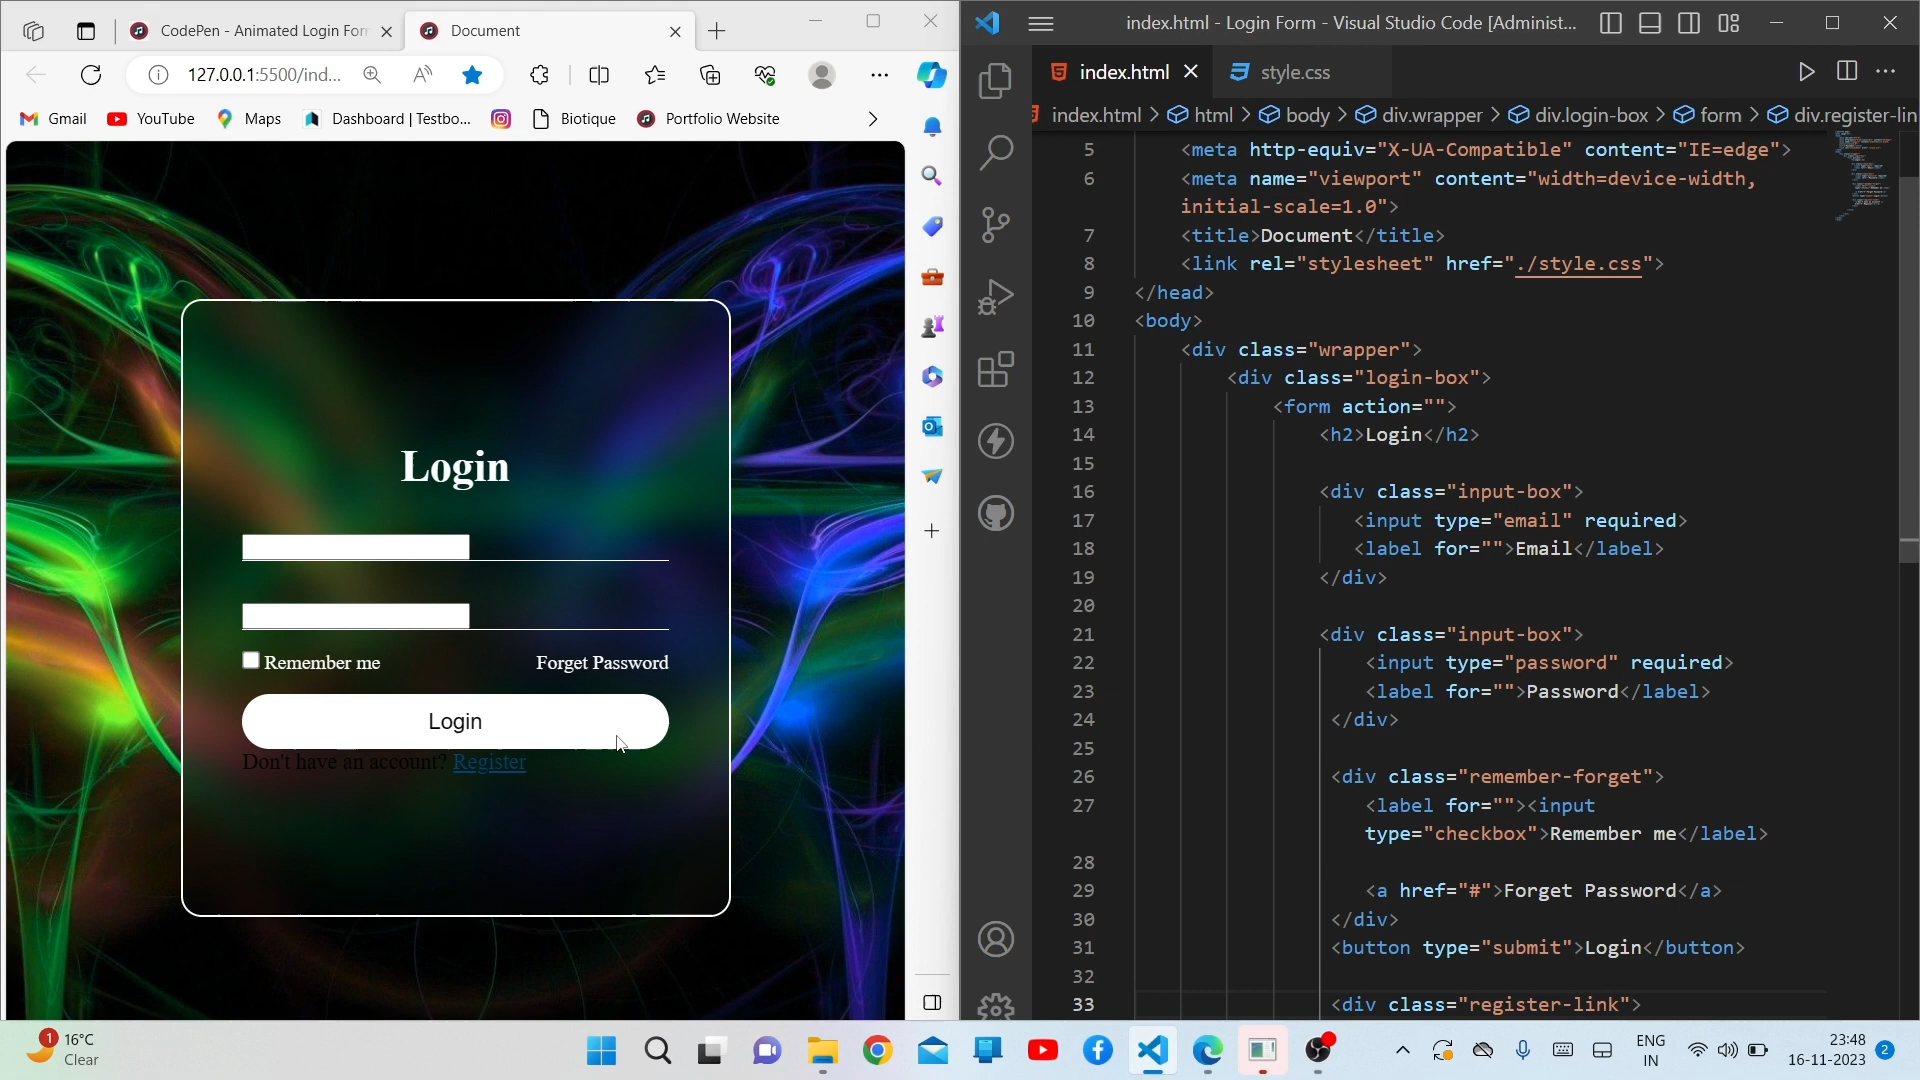 CodePen - Animated Login For
Document
127.0.0.1:5500/ind...
Gmail
YouTube
Maps
Dashboard | Testbo...
Biotique
Portfolio Website
Login
Remember me
Forget Password
Login
Don't have an account? Register
index.html - Login Form - Visual Studio Code [Administ...
index.html
style.css
index.html > html > body > div.wrapper > div.login-box > form > div.register-lin
5 <meta http-equiv="X-UA-Compatible" content="IE=edge">
6 <meta name="viewport" content="width=device-width,
initial-scale=1.0">
7 <title>Document</title>
8 <link rel="stylesheet" href="./style.css">
9 </head>
10 <body>
11 <div class="wrapper">
12 <div class="login-box">
13 <form action="">
14 <h2>Login</h2>
15
16 <div class="input-box">
17 <input type="email" required>
18 <label for="">Email</label>
19 </div>
20
21 <div class="input-box">
22 <input type="password" required>
23 <label for="">Password</label>
24 </div>
25
26 <div class="remember-forget">
27 <label for=""><input
type="checkbox">Remember me</label>
28
29 <a href="#">Forget Password</a>
30 </div>
31 <button type="submit">Login</button>
32
33 <div class="register-link">
1
16°C
Clear
ENG
IN
23:48
16-11-2023
2